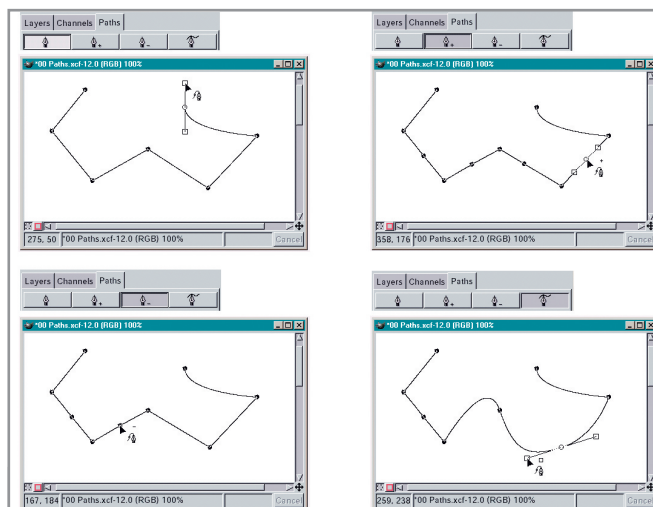 Layers Channels Paths
*00 Paths.xcf-12.0 (RGB) 100%
275, 50 *00 Paths.xcf-12.0 (RGB) 100% Cancel
Layers Channels Paths
*00 Paths.xcf-12.0 (RGB) 100%
358, 176 *00 Paths.xcf-12.0 (RGB) 100% Cancel
Layers Channels Paths
*00 Paths.xcf-12.0 (RGB) 100%
167, 184 *00 Paths.xcf-12.0 (RGB) 100% Cancel
Layers Channels Paths
*00 Paths.xcf-12.0 (RGB) 100%
259, 238 *00 Paths.xcf-12.0 (RGB) 100% Cancel